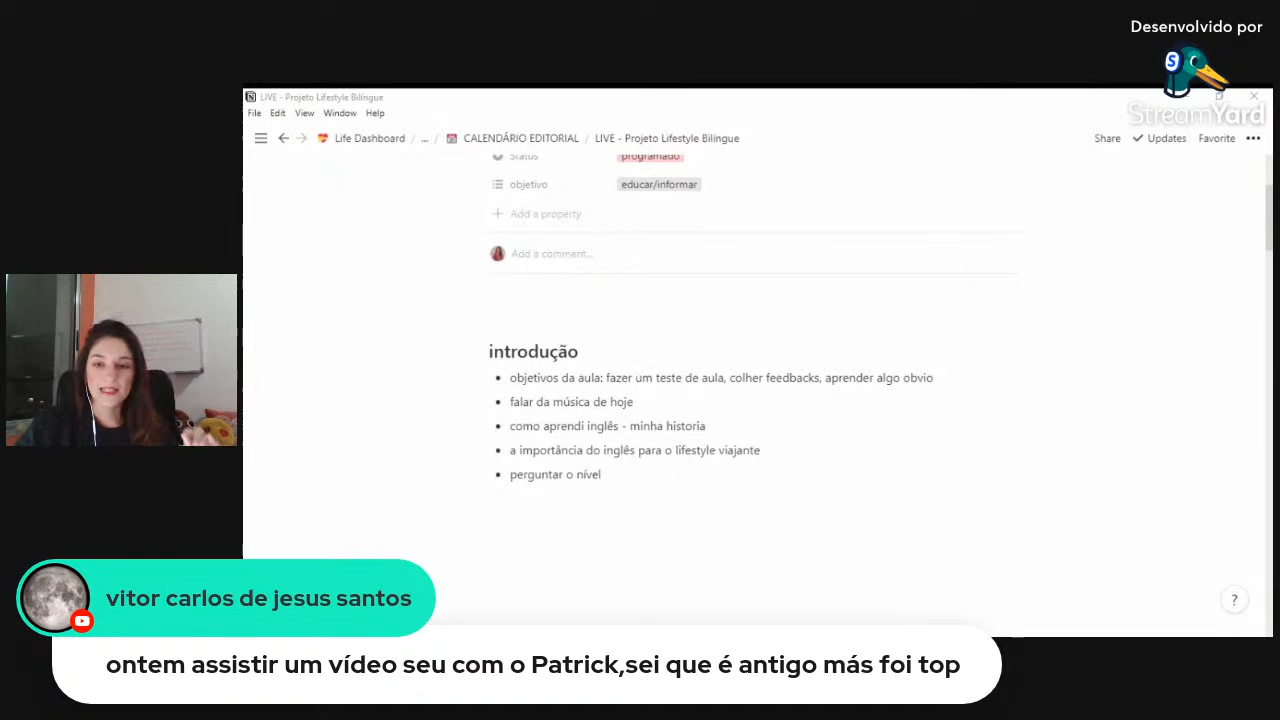 Desenvolvido por
StreamYard
LIVE - Projeto Lifestyle Bilíngue
File Edit View Window Help
Life Dashboard / ... / CALENDÁRIO EDITORIAL / LIVE - Projeto Lifestyle Bilíngue
Share Updates Favorite •••
Status programado
objetivo educar/informar
Add a property
Add a comment...
introdução
• objetivos da aula: fazer um teste de aula, colher feedbacks, aprender algo obvio
• falar da música de hoje
• como aprendi inglês - minha historia
• a importância do inglês para o lifestyle viajante
• perguntar o nível
?
vitor carlos de jesus santos
ontem assistir um vídeo seu com o Patrick,sei que é antigo más foi top